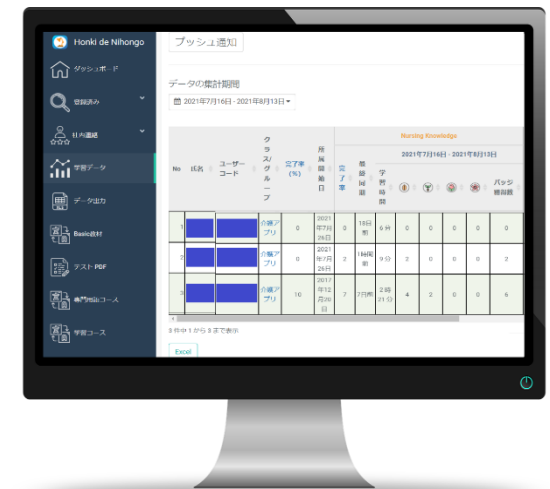 Honki de Nihongo
プッシュ通知
ダッシュボード
データの集計期間
登録済み
2021年7月16日 - 2021年8月13日
社内連絡
学習データ
データ出力
Basic教材
テスト PDF
専門用語コース
学習コース
Nursing Knowledge
2021年7月16日 - 2021年8月13日
No 氏名 ユーザーコード クラス/グループ 完了率(%) 所属開始日 完了率 最終同期 学習時間 バッジ獲得数
1 介護アプリ 0 2021年7月26日 0 18日前 6 分 0 0 0 0 0
2 介護アプリ 0 2021年7月26日 2 1時間前 9 分 2 0 0 0 2
3 介護アプリ 10 2017年12月20日 7 7日前 2 時 21 分 4 2 0 0 6
3 件中 1 から 3 まで表示
Excel